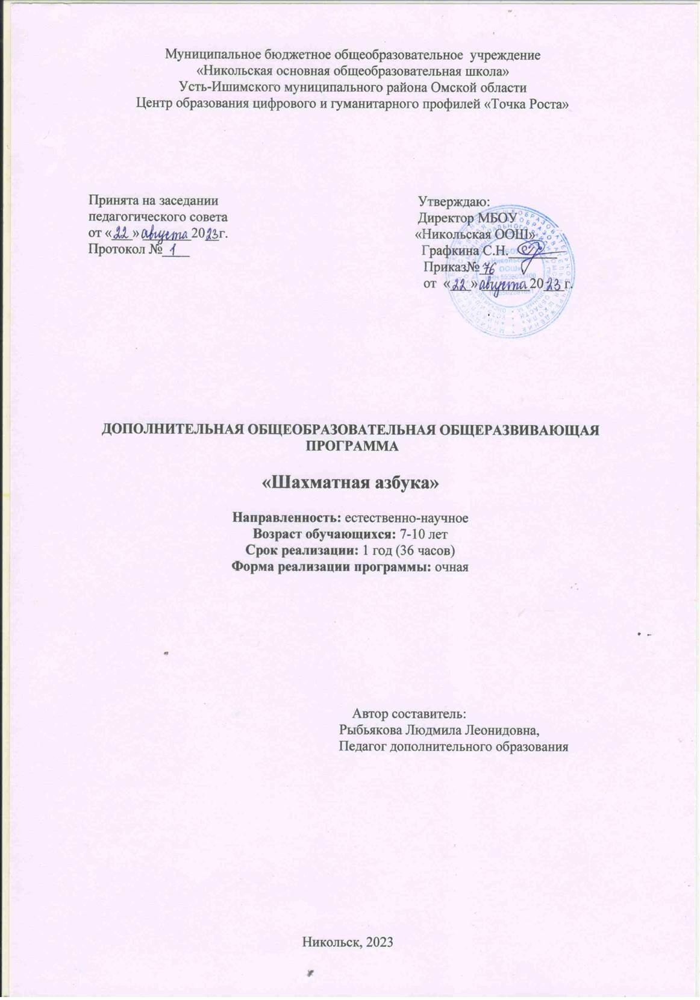 Муниципальное бюджетное общеобразовательное учреждение
«Никольская основная общеобразовательная школа»
Усть-Ишимского муниципального района Омской области
Центр образования цифрового и гуманитарного профилей «Точка Роста»
Принята на заседании
педагогического совета
от «22» августа 2023г.
Протокол № 1
Утверждаю:
Директор МБОУ
«Никольская ООШ»
Графкина С.Н.
Приказ№ 76
от «22» августа 2023г.
ДОПОЛНИТЕЛЬНАЯ ОБЩЕОБРАЗОВАТЕЛЬНАЯ ОБЩЕРАЗВИВАЮЩАЯ
ПРОГРАММА
«Шахматная азбука»
Направленность: естественно-научное
Возраст обучающихся: 7-10 лет
Срок реализации: 1 год (36 часов)
Форма реализации программы: очная
Автор составитель:
Рыбьякова Людмила Леонидовна,
Педагог дополнительного образования
Никольск, 2023